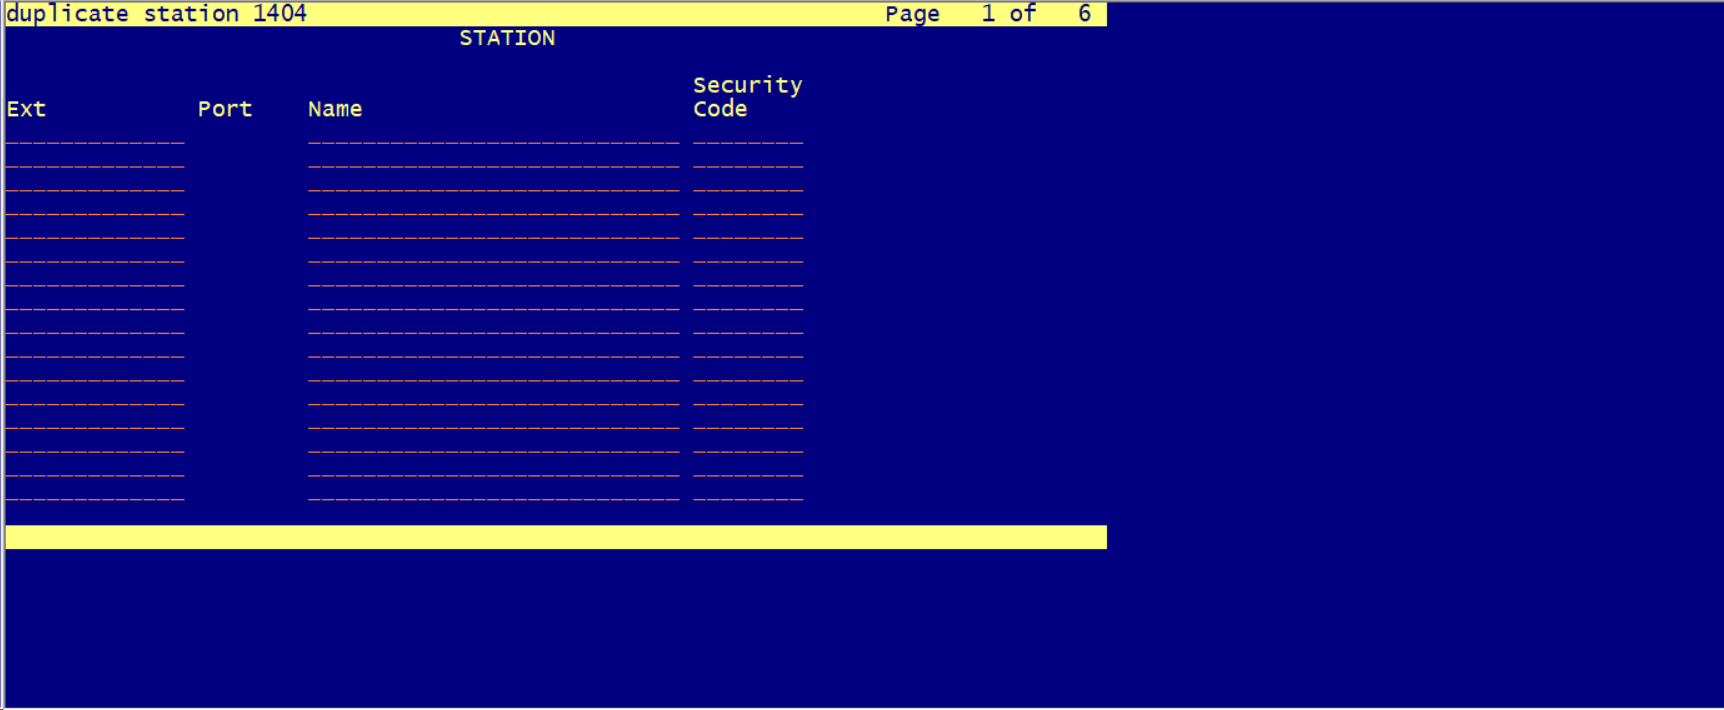 duplicate station 1404 Page 1 of 6
STATION
Security
Ext Port Name Code